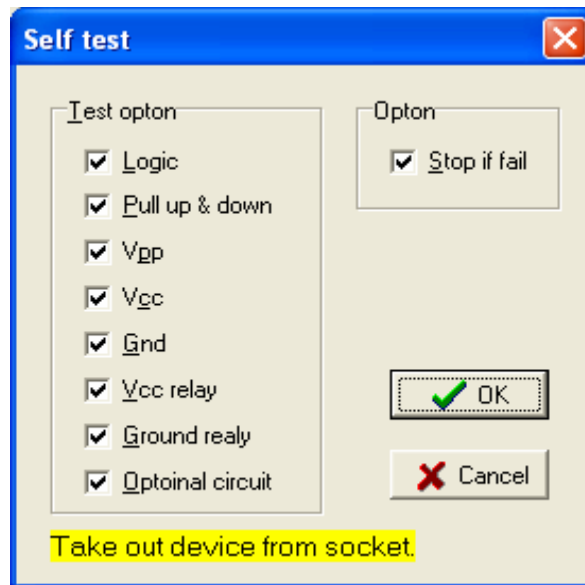 Self test
Test opton
Logic
Pull up & down
Vpp
Vcc
Gnd
Vcc relay
Ground realy
Optoinal circuit
Opton
Stop if fail
OK
Cancel
Take out device from socket.